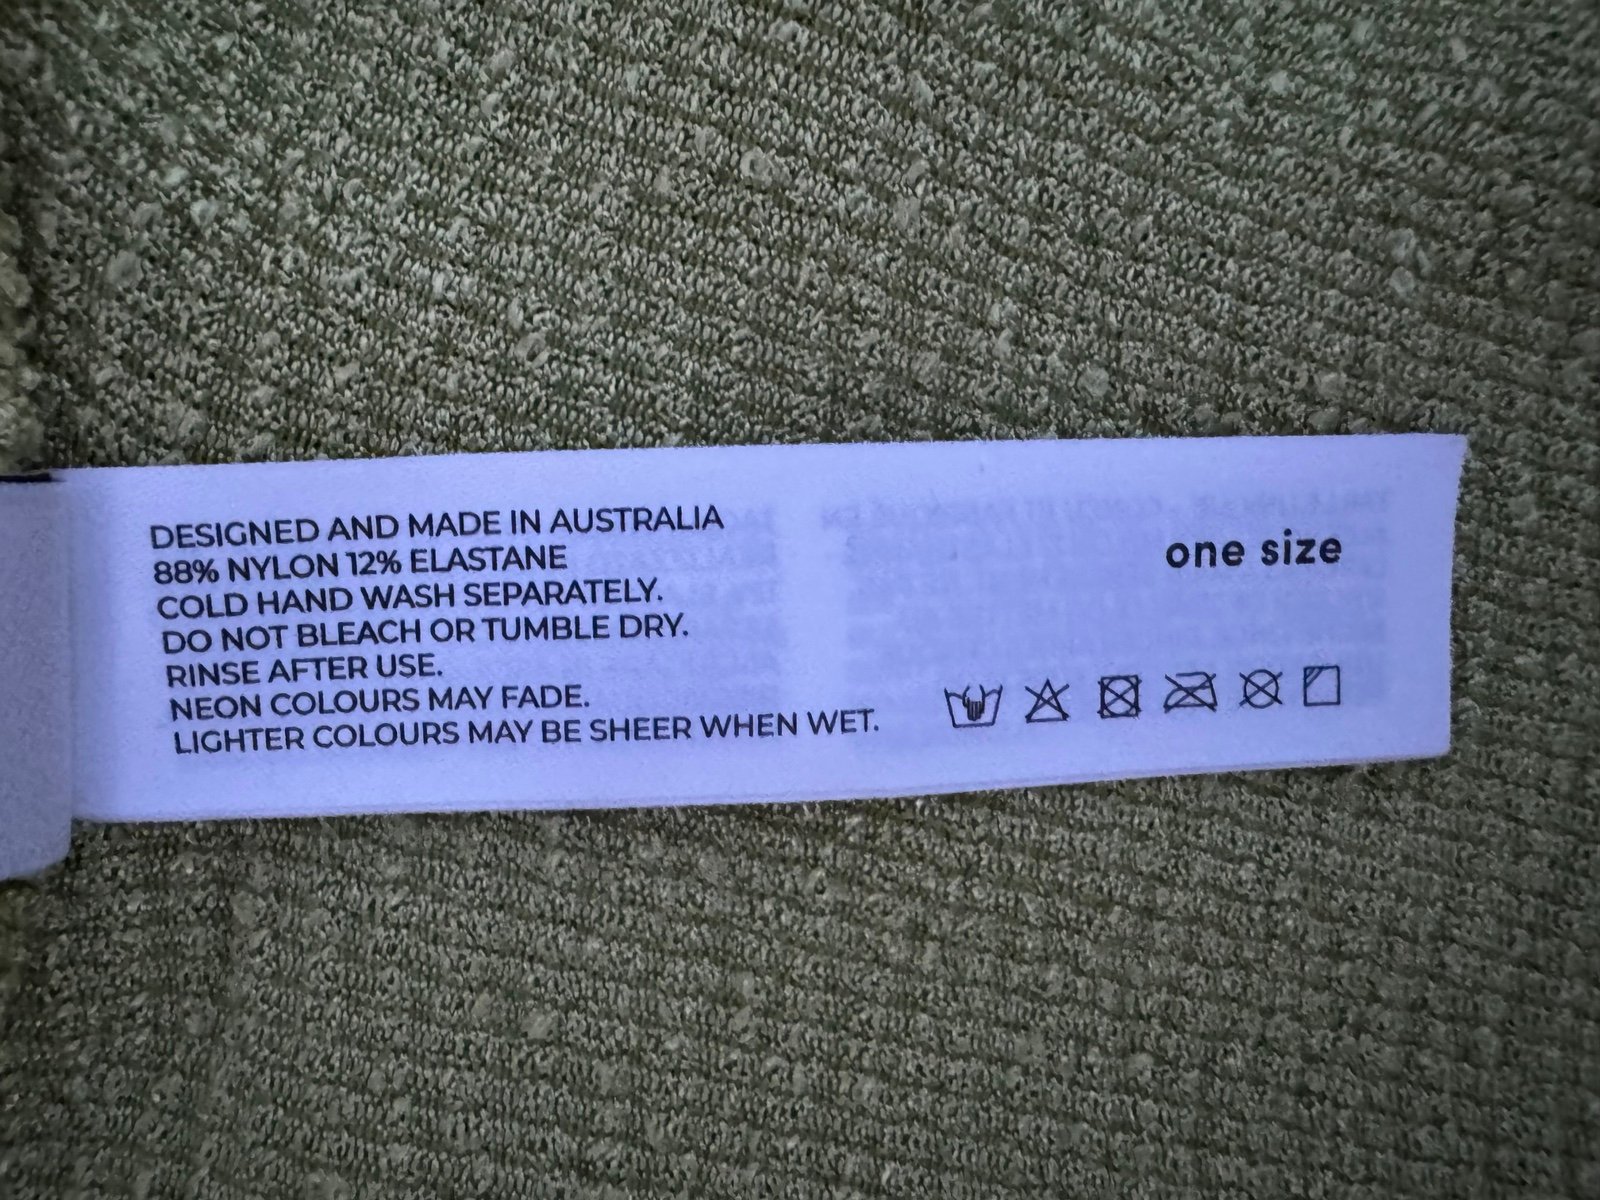 DESIGNED AND MADE IN AUSTRALIA
88% NYLON 12% ELASTANE
COLD HAND WASH SEPARATELY.
DO NOT BLEACH OR TUMBLE DRY.
RINSE AFTER USE.
NEON COLOURS MAY FADE.
LIGHTER COLOURS MAY BE SHEER WHEN WET.
one size